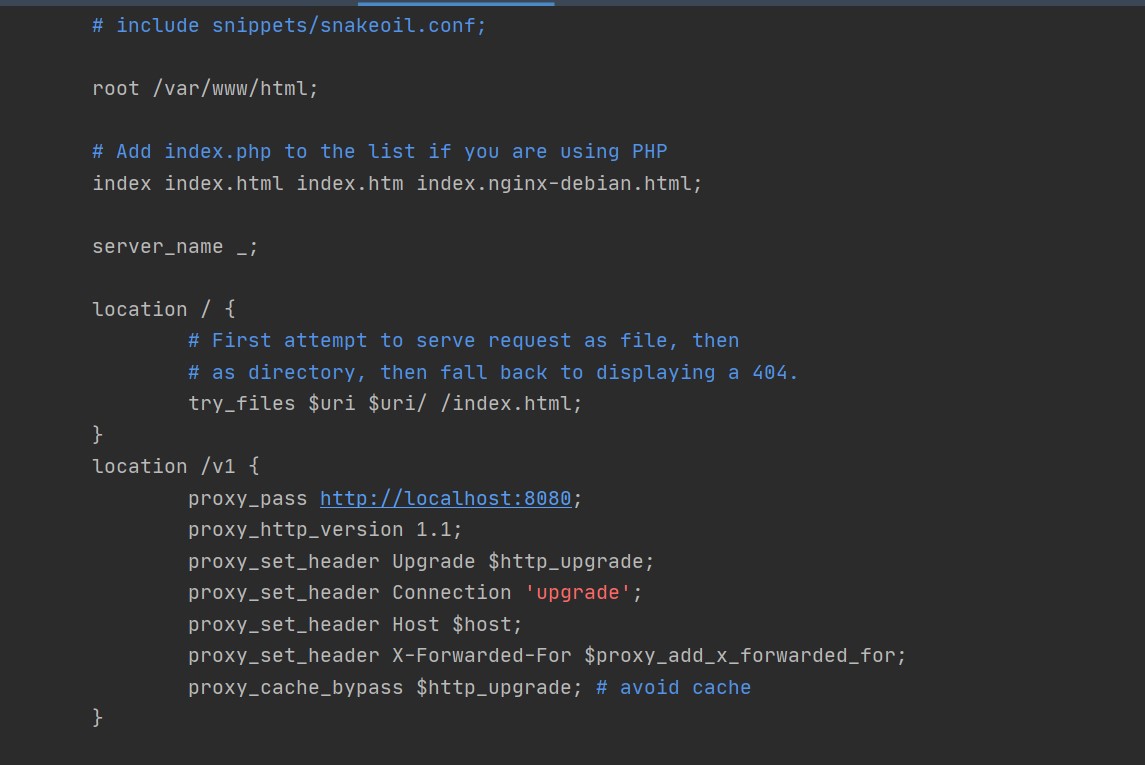 # include snippets/snakeoil.conf;
root /var/www/html;
# Add index.php to the list if you are using PHP
index index.html index.htm index.nginx-debian.html;
server_name _;
location / {
# First attempt to serve request as file, then
# as directory, then fall back to displaying a 404.
try_files $uri $uri/ /index.html;
}
location /v1 {
proxy_pass http://localhost:8080;
proxy_http_version 1.1;
proxy_set_header Upgrade $http_upgrade;
proxy_set_header Connection 'upgrade';
proxy_set_header Host $host;
proxy_set_header X-Forwarded-For $proxy_add_x_forwarded_for;
proxy_cache_bypass $http_upgrade; # avoid cache
}